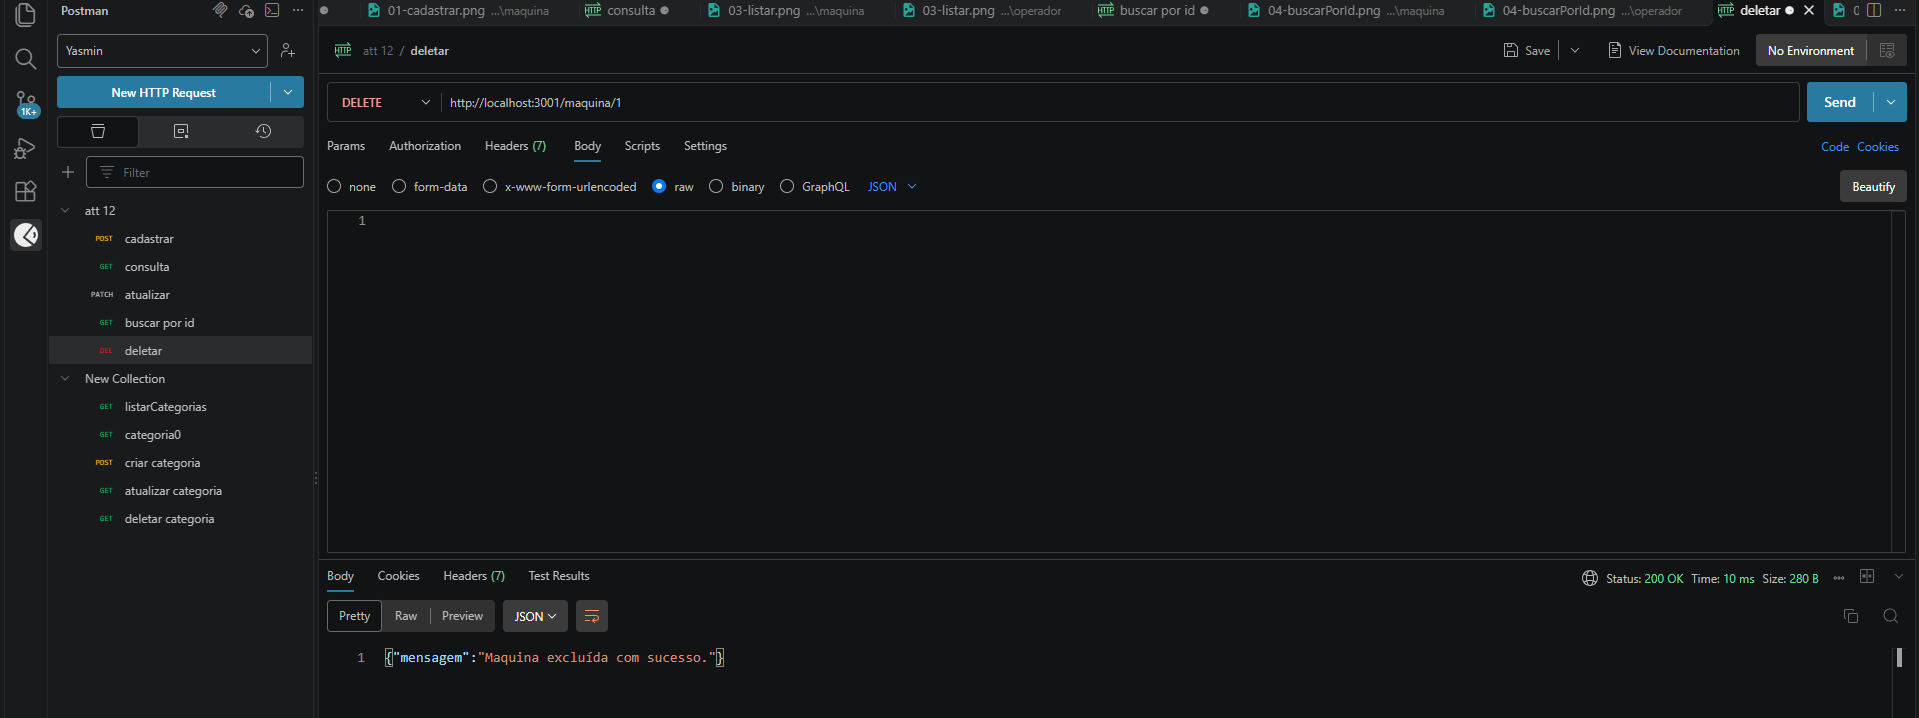 Postman
01-cadastrar.png ...\maquina
consulta
03-listar.png ...\maquina
03-listar.png ...\operador
buscar por id
04-buscarPorId.png ...\maquina
04-buscarPorId.png ...\operador
deletar
Yasmin
att 12 / deletar
Save
View Documentation
No Environment
New HTTP Request
DELETE
http://localhost:3001/maquina/1
Send
1K+
Params
Authorization
Headers (7)
Body
Scripts
Settings
Code
Cookies
Filter
none
form-data
x-www-form-urlencoded
raw
binary
GraphQL
JSON
Beautify
1
att 12
POST cadastrar
GET consulta
PATCH atualizar
GET buscar por id
DEL deletar
New Collection
GET listarCategorias
GET categoria0
POST criar categoria
GET atualizar categoria
GET deletar categoria
Body
Cookies
Headers (7)
Test Results
Status: 200 OK Time: 10 ms Size: 280 B
Pretty
Raw
Preview
JSON
1 {"mensagem":"Maquina excluída com sucesso."}